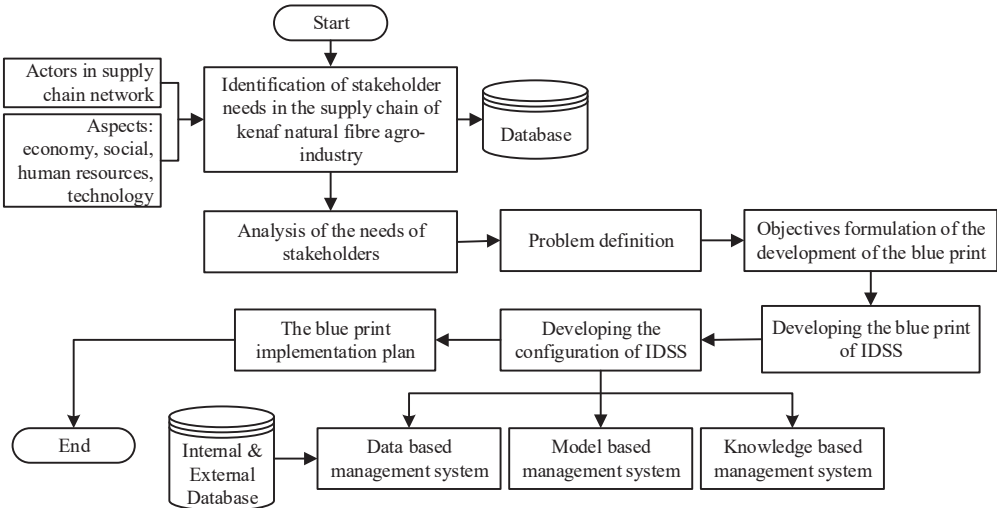 Start
Actors in supply
chain network
Aspects:
economy, social,
human resources,
technology
Identification of stakeholder
needs in the supply chain of
kenaf natural fibre agro-
industry
Database
Analysis of the needs of
stakeholders
Problem definition
Objectives formulation of the
development of the blue print
The blue print
implementation plan
Developing the
configuration of IDSS
Developing the blue print
of IDSS
End
Internal &
External
Database
Data based
management system
Model based
management system
Knowledge based
management system